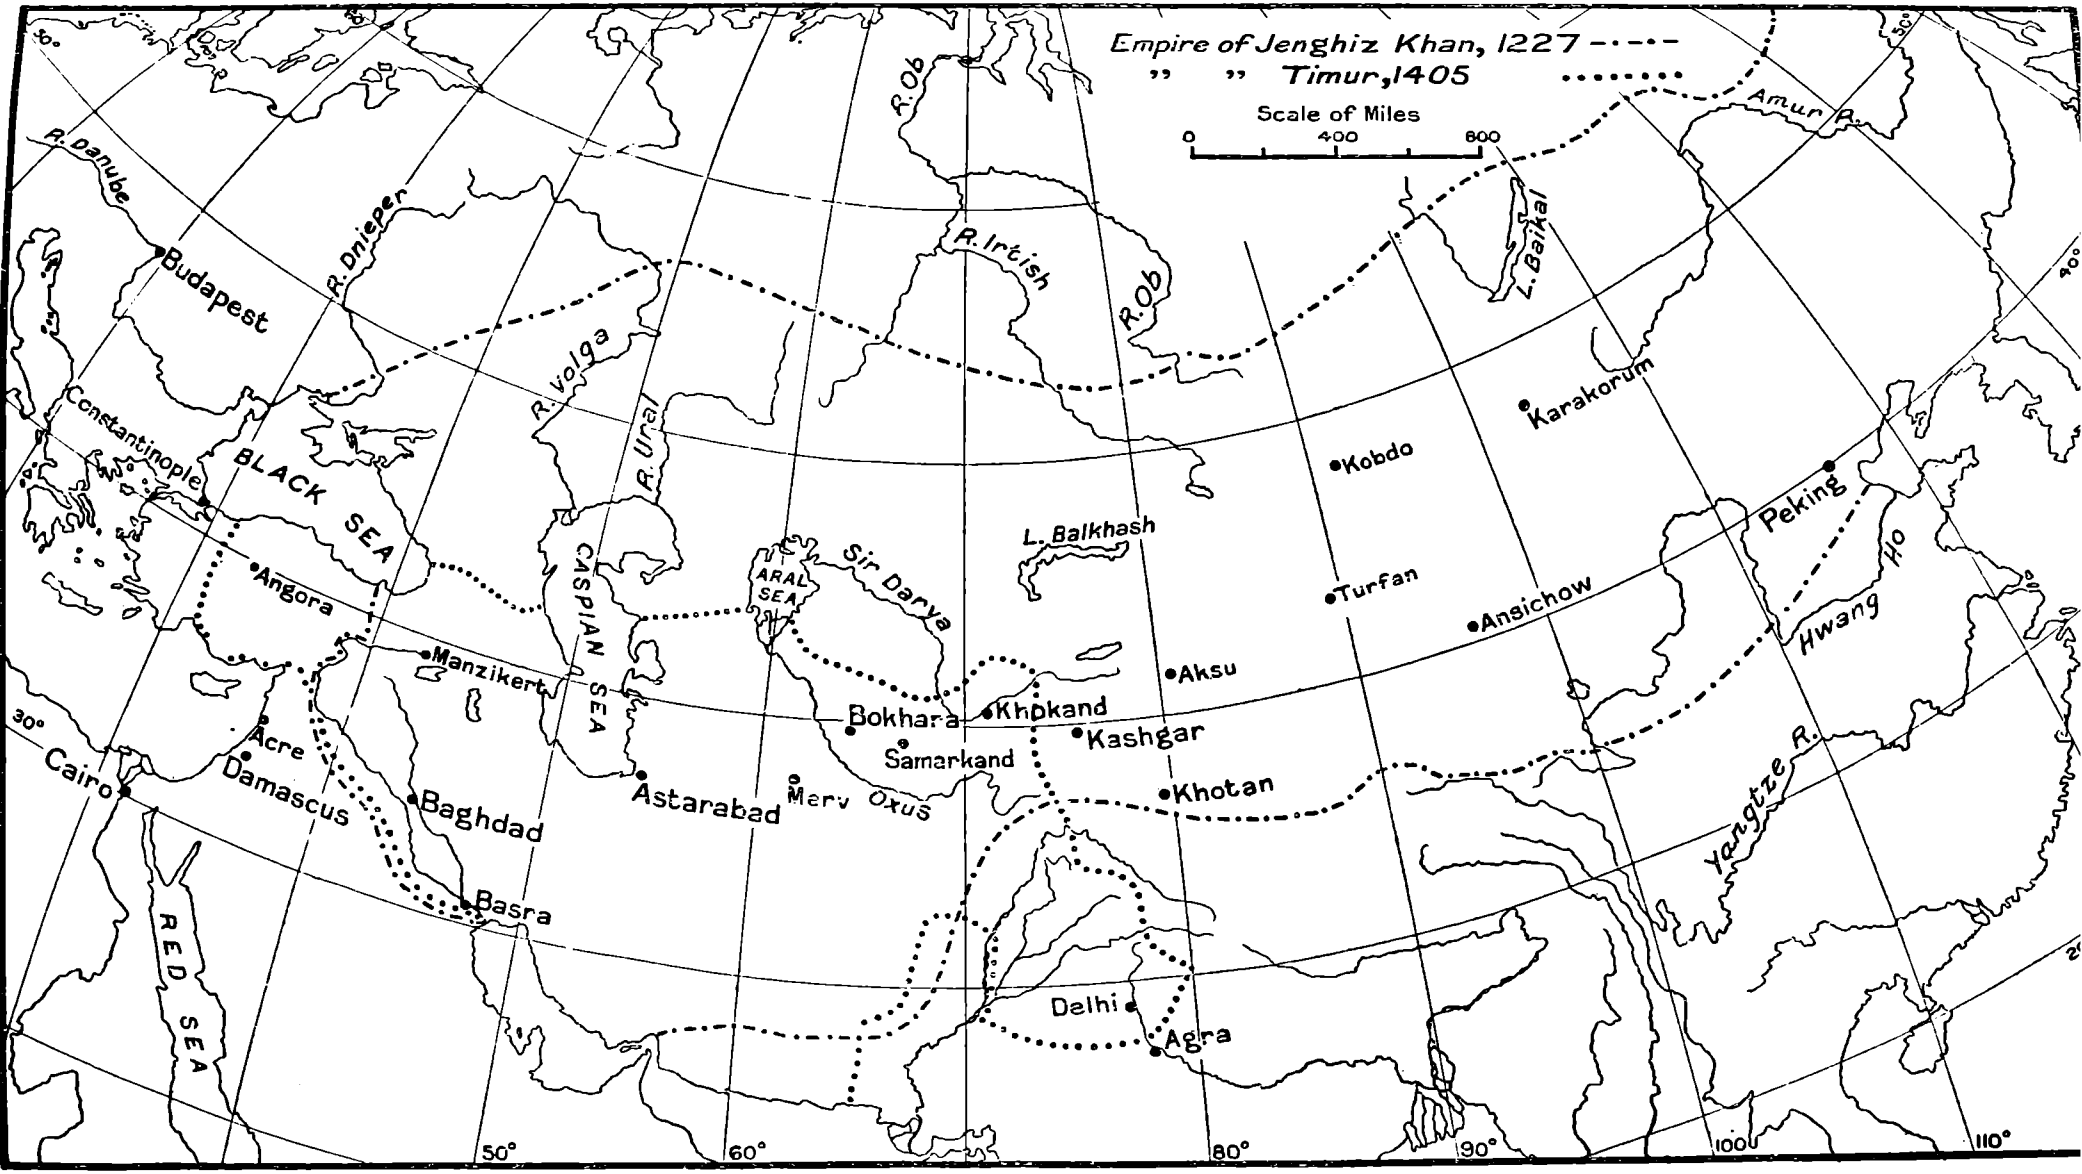 Empire of Jenghiz Khan, 1227
" " Timur, 1405
Scale of Miles
0 400 800
30°
50°
40°
R. Ob
Amur R.
R. Danube
R. Dnieper
Budapest
R. Irtish
R. Ob
L. Baikal
R. Volga
R. Ural
Constantinople
BLACK SEA
Karakorum
Kobdo
Peking
L. Balkhash
Sir Darya
ARAL
SEA
CASPIAN SEA
Angora
Turfan
Ansichow
Hwang Ho
Manzikert
Aksu
Bokhara
Khokand
Kashgar
Samarkand
30°
Cairo
Acre
Damascus
Baghdad
Astarabad
Merv
Oxus
Khotan
Yangtze R.
Basra
RED SEA
Delhi
Agra
50°
60°
80°
90°
100
110°